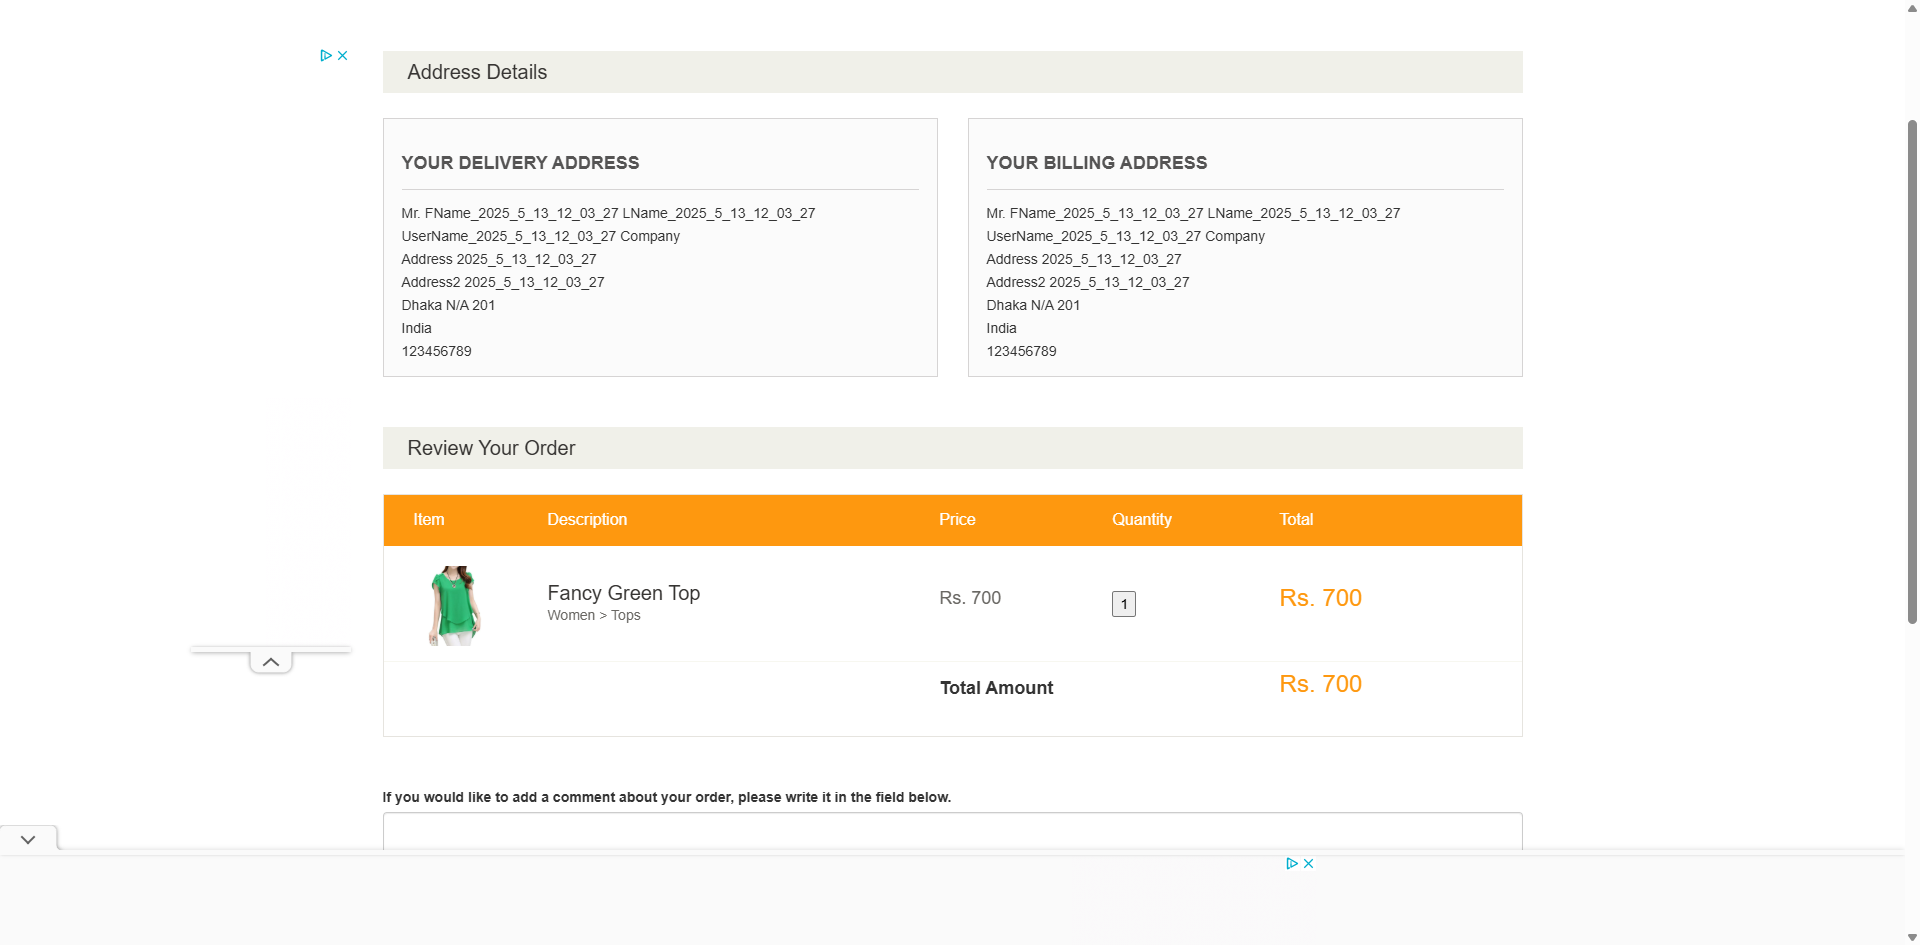 Address Details
YOUR DELIVERY ADDRESS
Mr. FName_2025_5_13_12_03_27 LName_2025_5_13_12_03_27
UserName_2025_5_13_12_03_27 Company
Address 2025_5_13_12_03_27
Address2 2025_5_13_12_03_27
Dhaka N/A 201
India
123456789
YOUR BILLING ADDRESS
Mr. FName_2025_5_13_12_03_27 LName_2025_5_13_12_03_27
UserName_2025_5_13_12_03_27 Company
Address 2025_5_13_12_03_27
Address2 2025_5_13_12_03_27
Dhaka N/A 201
India
123456789
Review Your Order
Item Description Price Quantity Total
Fancy Green Top
Women > Tops
Rs. 700
1
Rs. 700
Total Amount Rs. 700
If you would like to add a comment about your order, please write it in the field below.